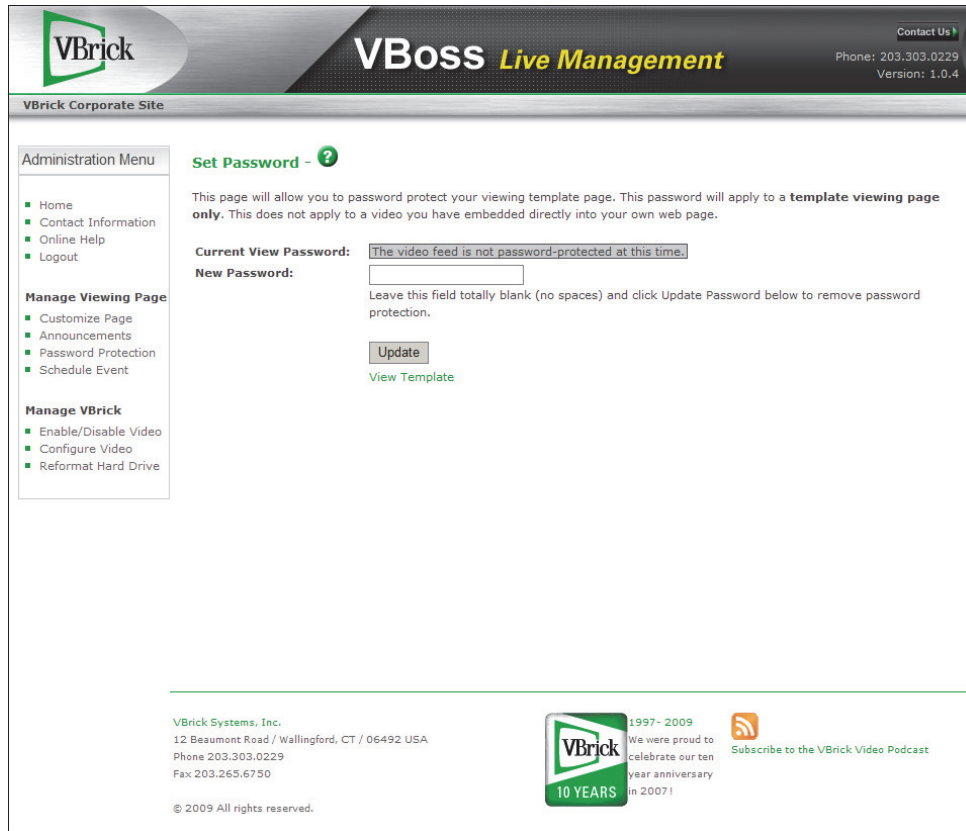 VBrick
VBoss Live Management
Contact Us
Phone: 203.303.0229
Version: 1.0.4
VBrick Corporate Site
Administration Menu
Home
Contact Information
Online Help
Logout
Manage Viewing Page
Customize Page
Announcements
Password Protection
Schedule Event
Manage VBrick
Enable/Disable Video
Configure Video
Reformat Hard Drive
Set Password - ?
This page will allow you to password protect your viewing template page. This password will apply to a template viewing page
only. This does not apply to a video you have embedded directly into your own web page.
Current View Password: The video feed is not password-protected at this time.
New Password:
Leave this field totally blank (no spaces) and click Update Password below to remove password
protection.
Update
View Template
VBrick Systems, Inc.
12 Beaumont Road / Wallingford, CT / 06492 USA
Phone 203.303.0229
Fax 203.265.6750
© 2009 All rights reserved.
VBrick
10 YEARS
1997- 2009
We were proud to
celebrate our ten
year anniversary
in 2007!
Subscribe to the VBrick Video Podcast